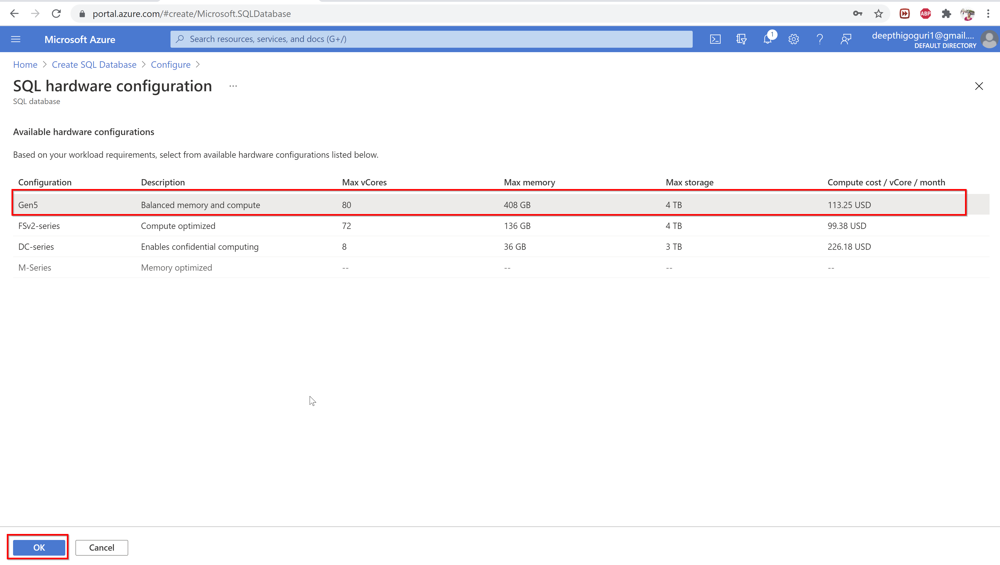 portal.azure.com/#create/Microsoft.SQLDatabase
ABP
Microsoft Azure
Search resources, services, and docs (G+/)
1
deepthigoguri1@gmail....
DEFAULT DIRECTORY
Home > Create SQL Database > Configure >
SQL hardware configuration ...
SQL database
Available hardware configurations
Based on your workload requirements, select from available hardware configurations listed below.
Configuration Description Max vCores Max memory Max storage Compute cost / vCore / month
Gen5 Balanced memory and compute 80 408 GB 4 TB 113.25 USD
FSv2-series Compute optimized 72 136 GB 4 TB 99.38 USD
DC-series Enables confidential computing 8 36 GB 3 TB 226.18 USD
M-Series Memory optimized -- -- -- --
OK Cancel